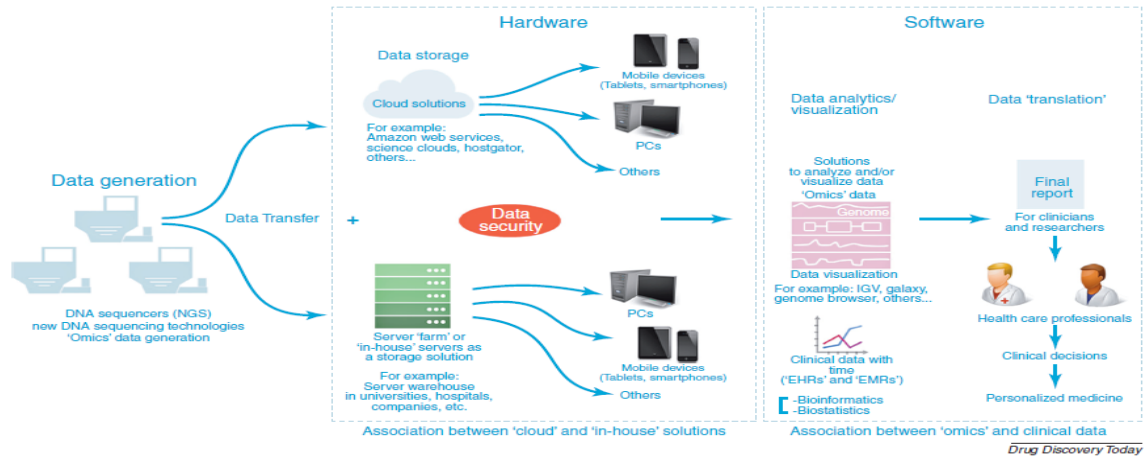 Hardware
Software
Data storage
Cloud solutions
For example:
Amazon web services,
science clouds, hostgator,
others...
Mobile devices
(Tablets, smartphones)
PCs
Others
Data generation
DNA sequencers (NGS)
new DNA sequencing technologies
'Omics' data generation
Data Transfer
+
Data
security
Server 'farm' or
'in-house' servers as
a storage solution
For example:
Server warehouse
in universities, hospitals,
companies, etc.
PCs
Mobile devices
(Tablets, smartphones)
Others
Association between 'cloud' and 'in-house' solutions
Data analytics/
visualization
Solutions
to analyze and/or
visualize data
'Omics' data
Genome
Data visualization
For example: IGV, galaxy,
genome browser, others...
Clinical data with
time
('EHRs' and 'EMRs')
-Bioinformatics
-Biostatistics
Data 'translation'
Final
report
For clinicians
and researchers
Health care professionals
Clinical decisions
Personalized medicine
Association between 'omics' and clinical data
Drug Discovery Today